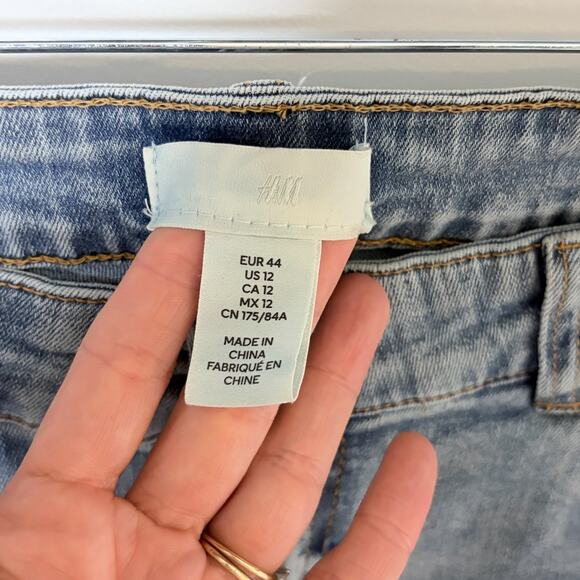 H&M
EUR 44
US 12
CA 12
MX 12
CN 175/84A
MADE IN
CHINA
FABRIQUÉ EN
CHINE